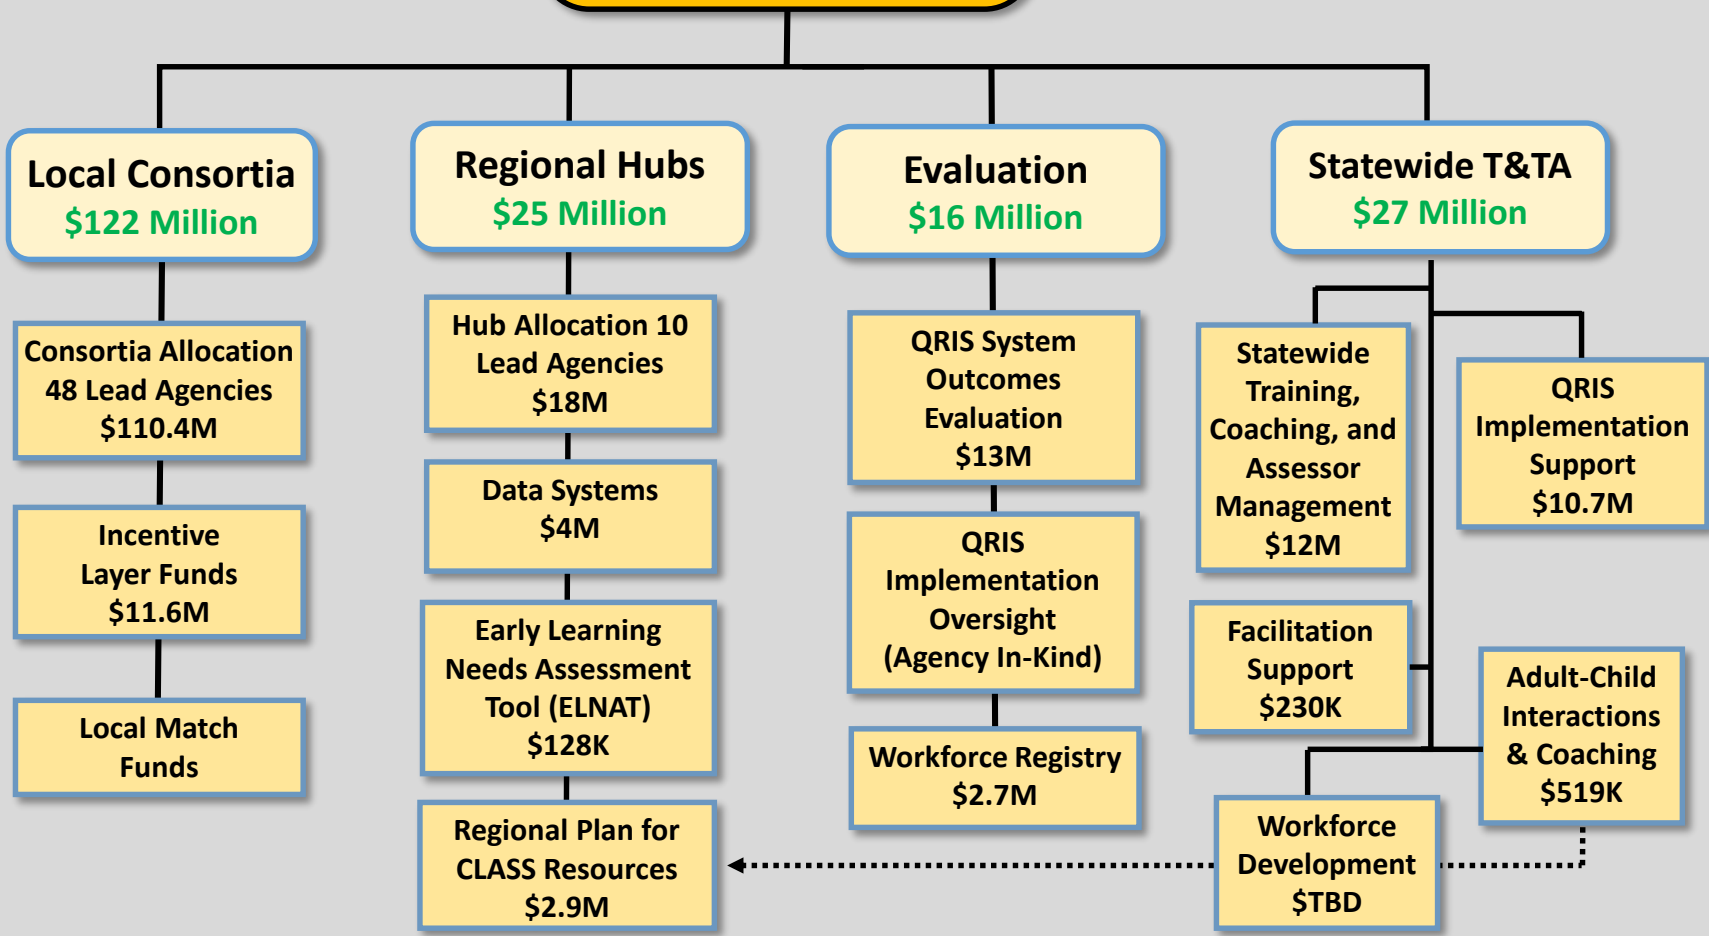 Local Consortia
$122 Million
Consortia Allocation
48 Lead Agencies
$110.4M
Incentive
Layer Funds
$11.6M
Local Match
Funds
Regional Hubs
$25 Million
Hub Allocation 10
Lead Agencies
$18M
Data Systems
$4M
Early Learning
Needs Assessment
Tool (ELNAT)
$128K
Regional Plan for
CLASS Resources
$2.9M
Evaluation
$16 Million
QRIS System
Outcomes
Evaluation
$13M
QRIS
Implementation
Oversight
(Agency In-Kind)
Workforce Registry
$2.7M
Statewide T&TA
$27 Million
Statewide
Training,
Coaching, and
Assessor
Management
$12M
QRIS
Implementation
Support
$10.7M
Facilitation
Support
$230K
Adult-Child
Interactions
& Coaching
$519K
Workforce
Development
$TBD